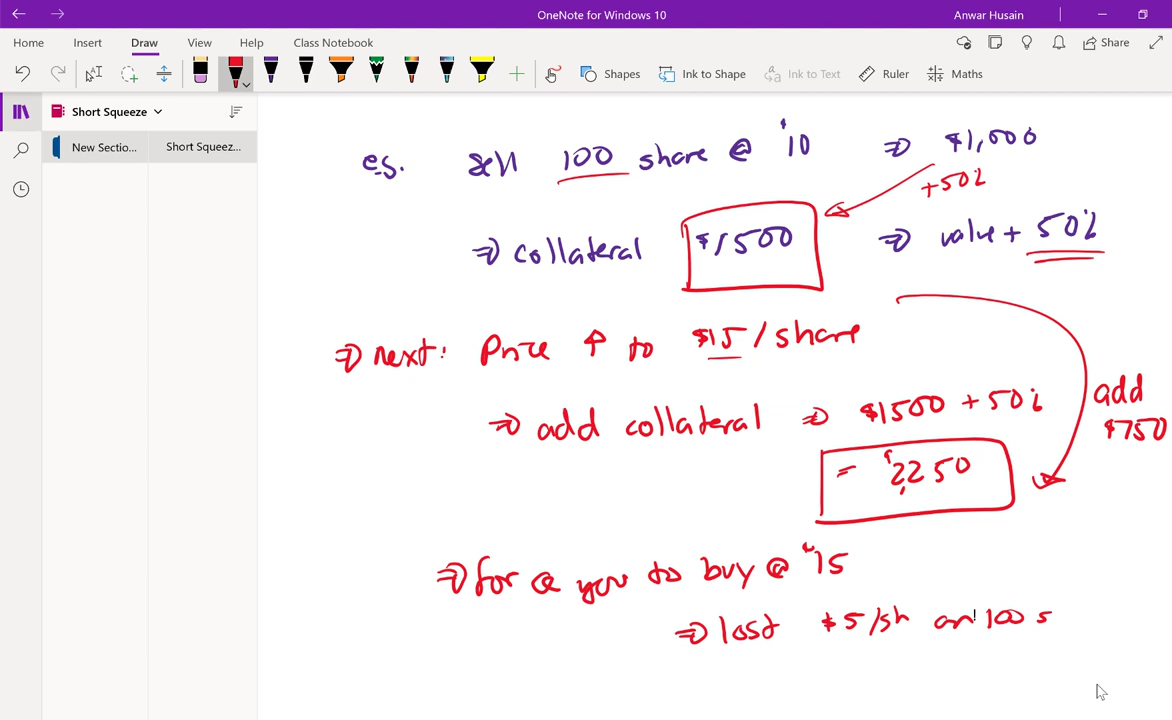 OneNote for Windows 10
Anwar Husain
Home Insert Draw View Help Class Notebook
Share
Shapes Ink to Shape Ink to Text Ruler Maths
Short Squeeze
New Sectio...
Short Squeez...
e.g. sell 100 share @ $10 ⇒ $1,000
+50%
⇒ collateral $1500 ⇒ value + 50%
⇒ next: Price ↑ to $15/share
⇒ add collateral ⇒ $1500 + 50%
add
$750
= $2,250
⇒ for a you to buy @ $15
⇒ lost $5/sh on 100 s